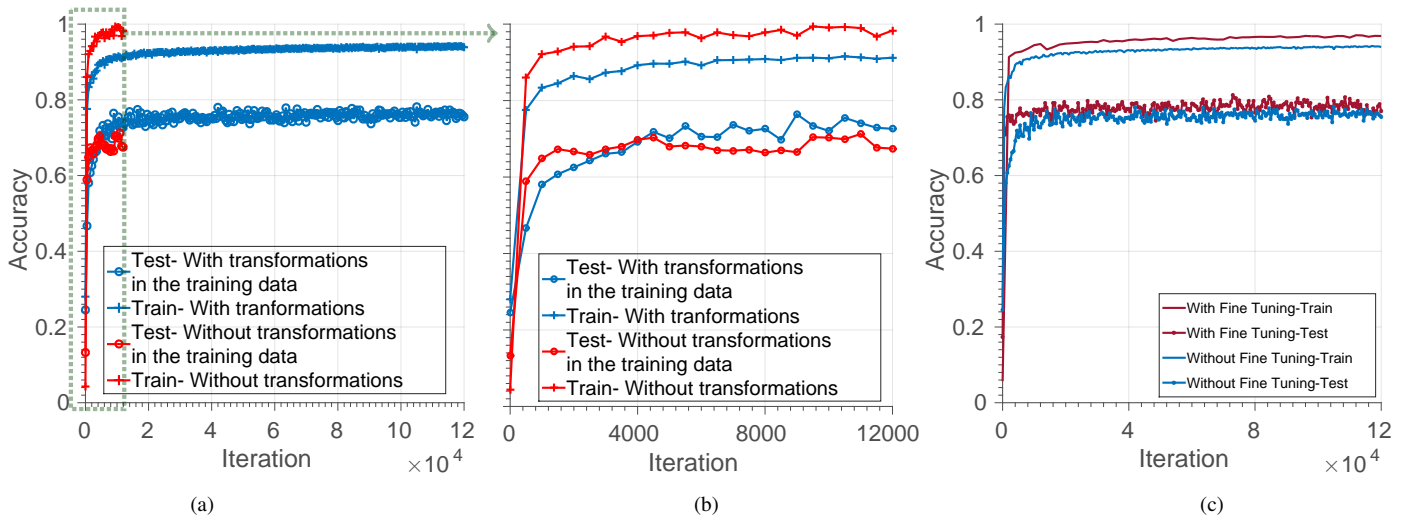 1
0.8
0.6
0.4
0.2
0
Accuracy
0 2 4 6 8 10 12
Iteration
×10^4
Test- With transformations
in the training data
Train- With tranformations
Test- Without transformations
in the training data
Train- Without transformations
(a)
0 4000 8000 12000
Iteration
Test- With transformations
in the training data
Train- With tranformations
Test- Without transformations
in the training data
Train- Without transformations
(b)
1
0.8
0.6
0.4
0.2
0
Accuracy
0 4 8 12
Iteration
×10^4
With Fine Tuning-Train
With Fine Tuning-Test
Without Fine Tuning-Train
Without Fine Tuning-Test
(c)